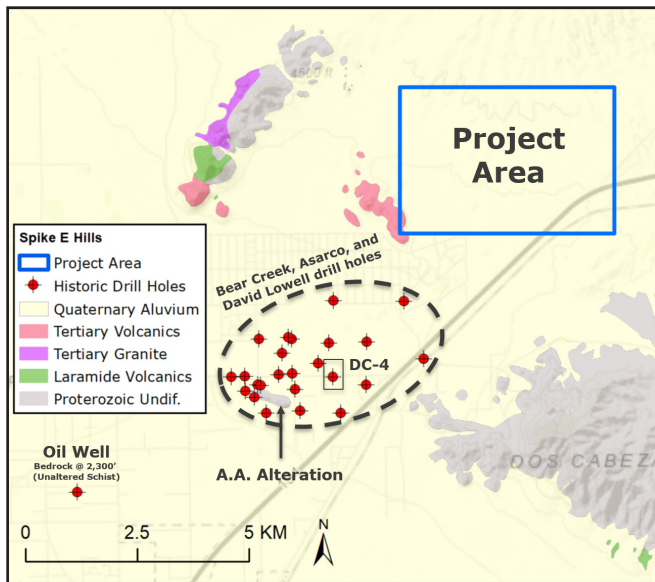 4500 ft
Project
Area
Spike E Hills
Project Area
Historic Drill Holes
Quaternary Aluvium
Tertiary Volcanics
Tertiary Granite
Laramide Volcanics
Proterozoic Undif.
Bear Creek, Asarco, and
David Lowell drill holes
DC-4
A.A. Alteration
Oil Well
Bedrock @ 2,300'
(Unaltered Schist)
DOS CABEZA
0 2.5 5 KM
N